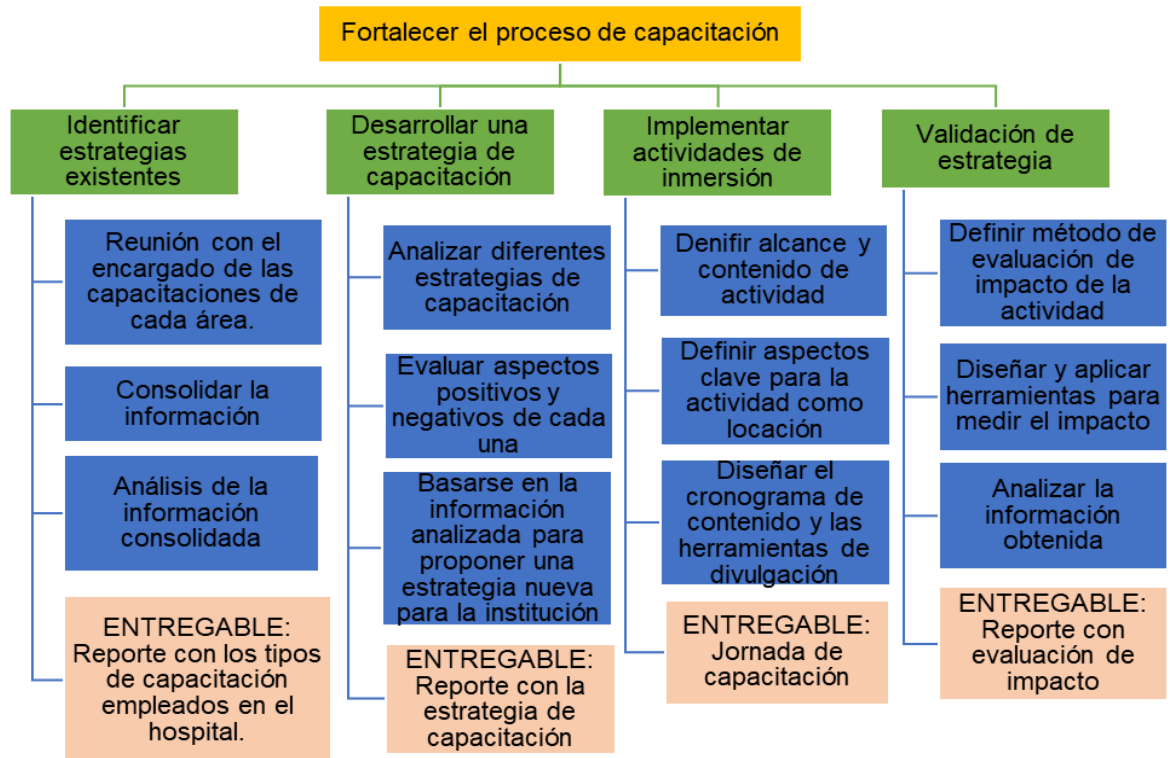 Fortalecer el proceso de capacitación
Identificar
estrategias
existentes
Reunión con el
encargado de las
capacitaciones de
cada área.
Consolidar la
información
Análisis de la
información
consolidada
ENTREGABLE:
Reporte con los tipos
de capacitación
empleados en el
hospital.
Desarrollar una
estrategia de
capacitación
Analizar diferentes
estrategias de
capacitación
Evaluar aspectos
positivos y
negativos de cada
una
Basarse en la
información
analizada para
proponer una
estrategia nueva
para la institución
ENTREGABLE:
Reporte con la
estrategia de
capacitación
Implementar
actividades de
inmersión
Denifir alcance y
contenido de
actividad
Definir aspectos
clave para la
actividad como
locación
Diseñar el
cronograma de
contenido y las
herramientas de
divulgación
ENTREGABLE:
Jornada de
capacitación
Validación de
estrategia
Definir método de
evaluación de
impacto de la
actividad
Diseñar y aplicar
herramientas para
medir el impacto
Analizar la
información
obtenida
ENTREGABLE:
Reporte con
evaluación de
impacto